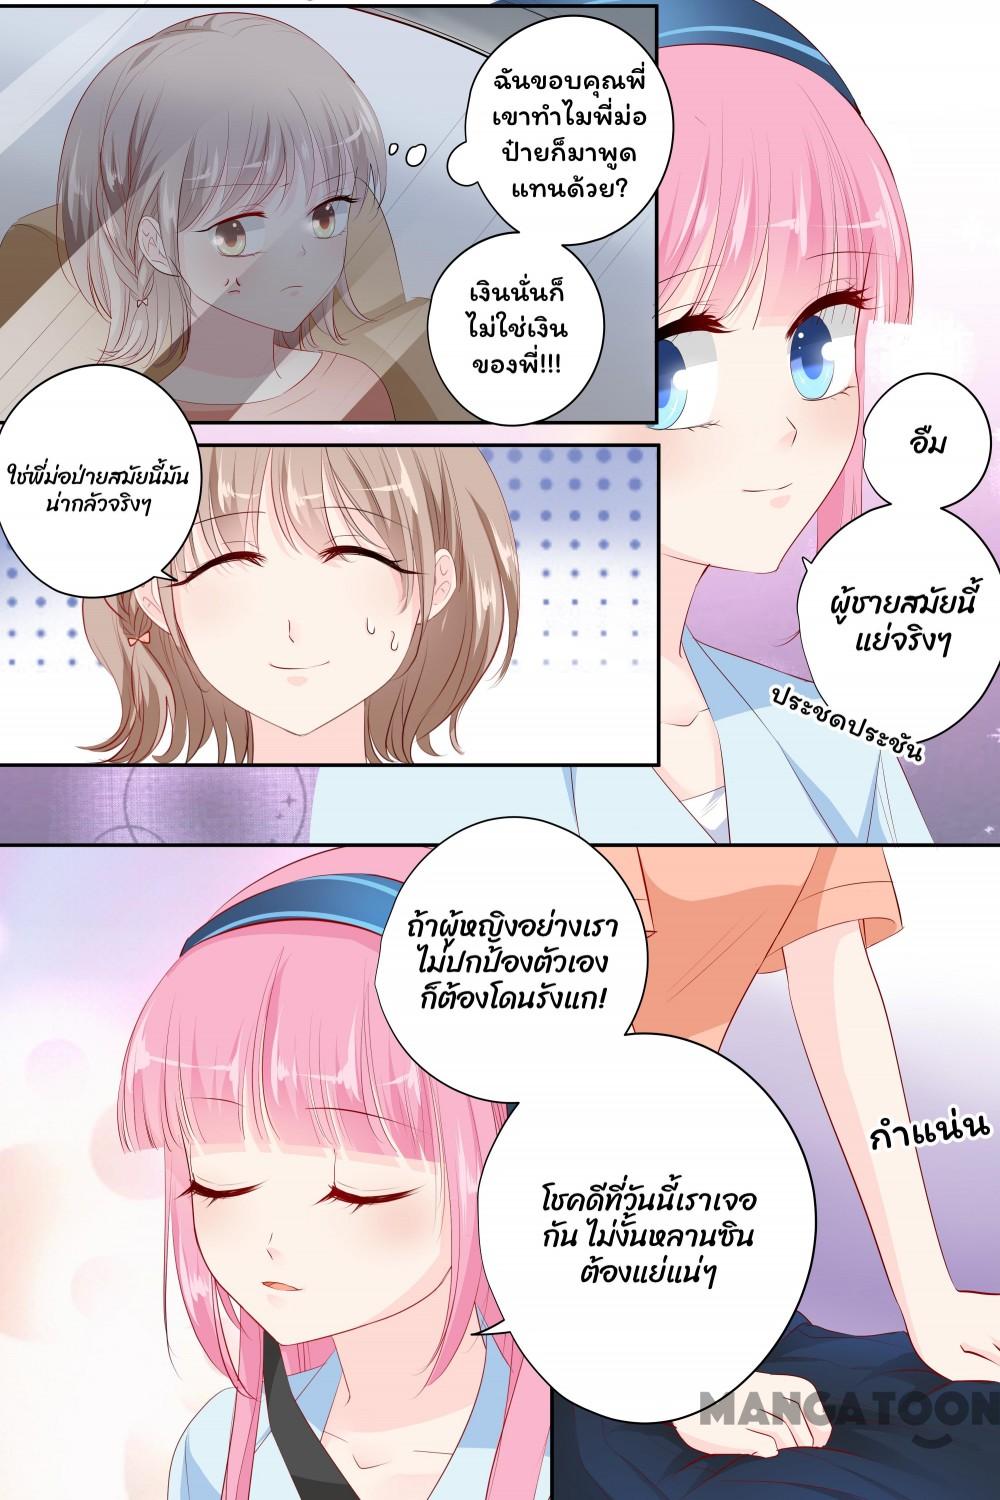 ฉันขอบคุณพี่
เขาทำไมพี่ม่อ
ป๋ายก็มาพูด
แทนด้วย?
เงินนั่นก็
ไม่ใช่เงิน
ของพี่!!!
อืม
ใช่พี่ม่อป่ายสมัยนี้มัน
น่ากลัวจริงๆ
ผู้ชายสมัยนี้
แย่จริงๆ
ประชดประชัน
ถ้าผู้หญิงอย่างเรา
ไม่ปกป้องตัวเอง
ก็ต้องโดนรังแก!
กำแน่น
โชคดีที่วันนี้เราเจอ
กัน ไม่งั้นหลานซิน
ต้องแย่แน่ๆ
MANGATOON